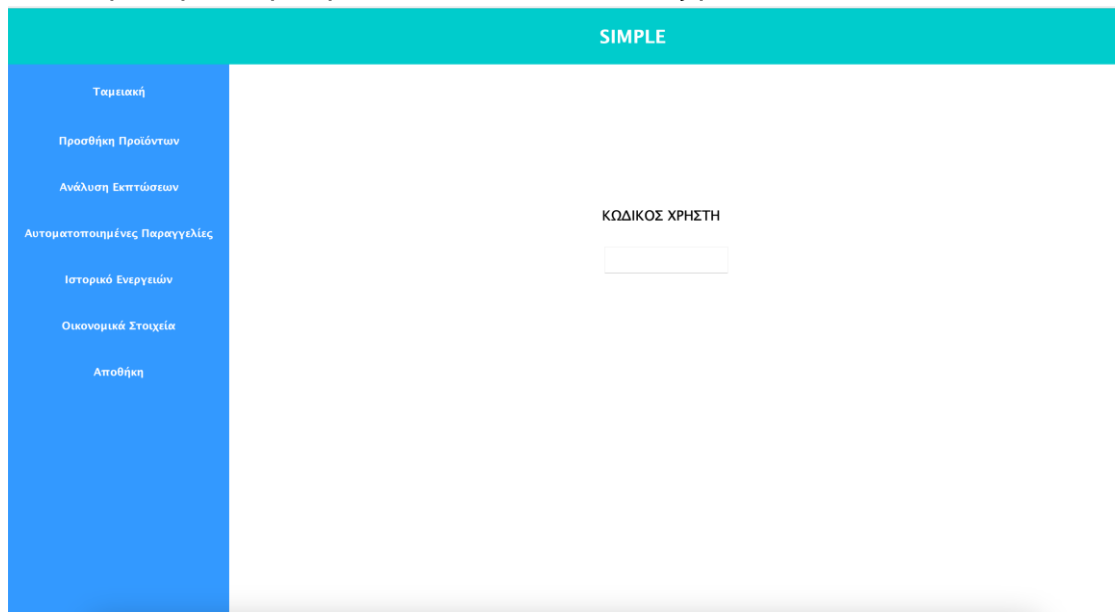 SIMPLE
Ταμειακή
Προσθήκη Προϊόντων
Ανάλυση Εκπτώσεων
Αυτοματοποιημένες Παραγγελίες
Ιστορικό Ενεργειών
Οικονομικά Στοιχεία
Αποθήκη
ΚΩΔΙΚΟΣ ΧΡΗΣΤΗ